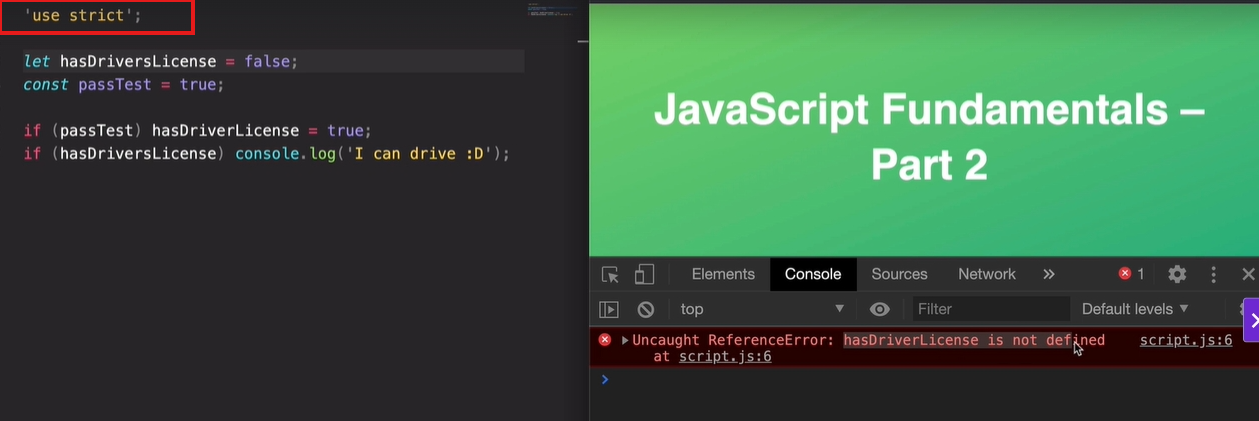 'use strict';
let hasDriversLicense = false;
const passTest = true;
if (passTest) hasDriverLicense = true;
if (hasDriversLicense) console.log('I can drive :D');
JavaScript Fundamentals –
Part 2
Elements Console Sources Network » 1
top Filter Default levels
Uncaught ReferenceError: hasDriverLicense is not defined script.js:6
at script.js:6